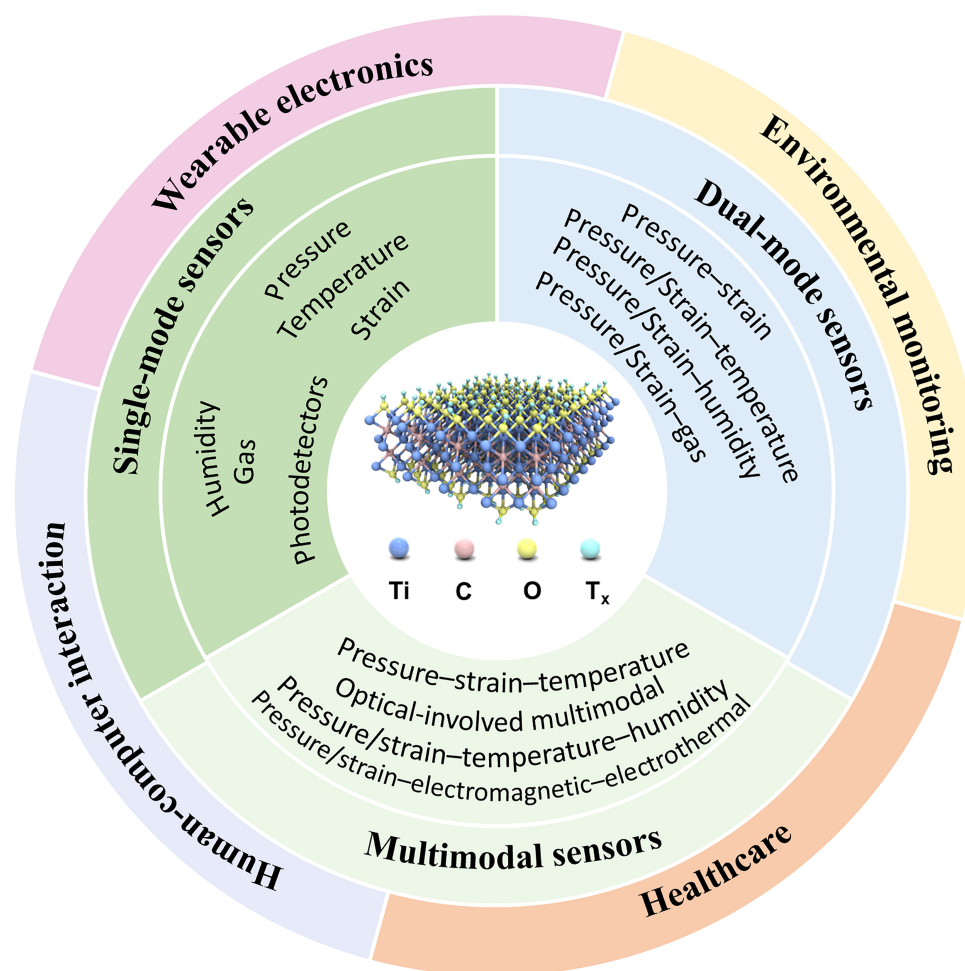 Wearable electronics
Environmental monitoring
Healthcare
Human-computer interaction
Single-mode sensors
Pressure
Temperature
Strain
Humidity
Gas
Photodetectors
Dual-mode sensors
Pressure–strain
Pressure/Strain–temperature
Pressure/Strain–humidity
Pressure/Strain–gas
Ti C O Tx
Pressure–strain–temperature
Optical-involved multimodal
Pressure/strain–temperature–humidity
Pressure/strain–electromagnetic–electrothermal
Multimodal sensors